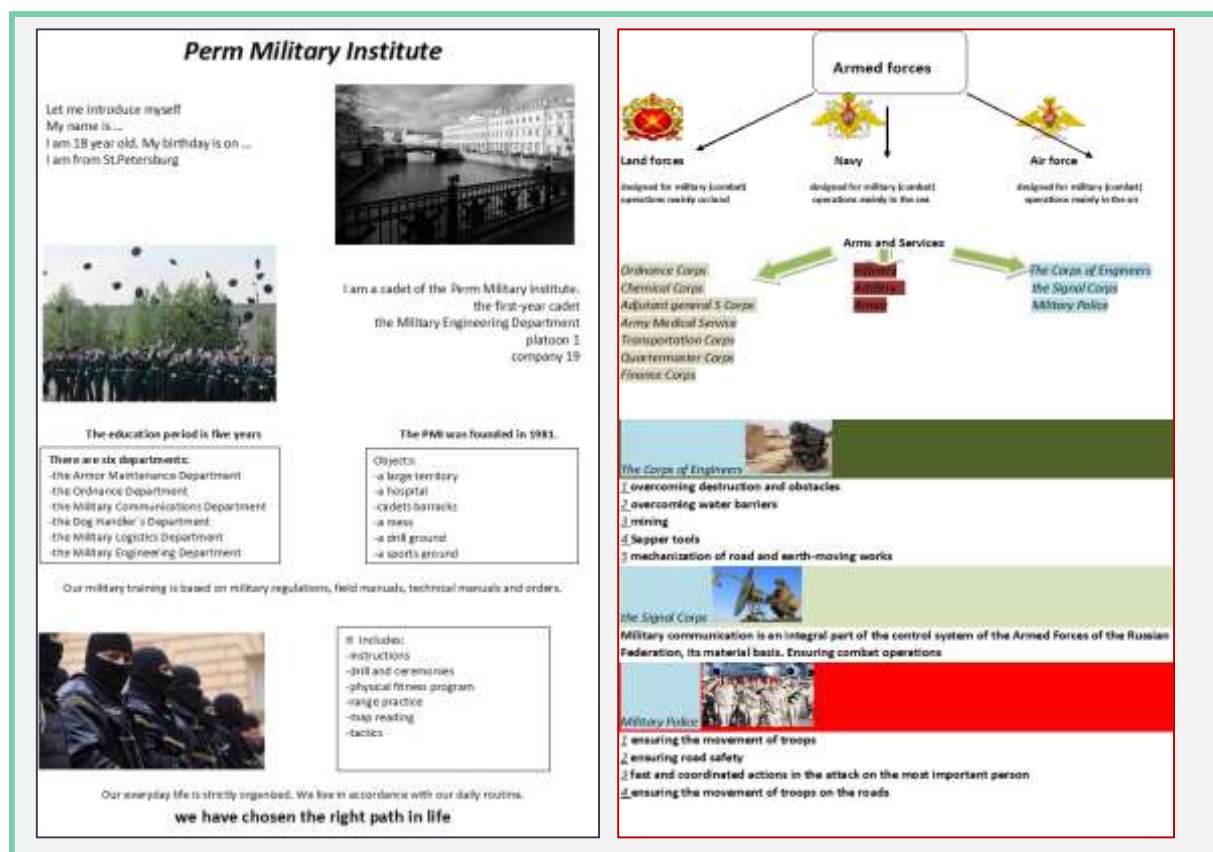 Perm Military Institute
Let me introduce myself
My name is ...
I am 18 year old. My birthday is on ...
I am from St.Petersburg
I am a cadet of the Perm Military Institute.
the first-year cadet
the Military Engineering Department
platoon 1
company 19
The education period is five years
There are six departments:
-the Armor Maintenance Department
-the Ordnance Department
-the Military Communications Department
-the Dog Handler`s Department
-the Military Logistics Department
-the Military Engineering Department
The PMI was founded in 1981.
Objects:
-a large territory
-a hospital
-cadets barracks
-a mess
-a drill ground
-a sports ground
Our military training is based on military regulations, field manuals, technical manuals and orders.
It includes:
-instructions
-drill and ceremonies
-physical fitness program
-range practice
-map reading
-tactics
Our everyday life is strictly organized. We live in accordance with our daily routine.
we have chosen the right path in life
Armed forces
Land forces
designed for military (combat)
operations mainly on land
Navy
designed for military (combat)
operations mainly in the sea
Air force
designed for military (combat)
operations mainly in the air
Arms and Services
Ordnance Corps
Chemical Corps
Adjutant general S Corps
Army Medical Service
Transportation Corps
Quartermaster Corps
Finance Corps
Infantry
Artillery
Armor
The Corps of Engineers
the Signal Corps
Military Police
The Corps of Engineers
1 overcoming destruction and obstacles
2 overcoming water barriers
3 mining
4 Sapper tools
5 mechanization of road and earth-moving works
the Signal Corps
Military communication is an integral part of the control system of the Armed Forces of the Russian
Federation, its material basis. Ensuring combat operations
Military Police
1 ensuring the movement of troops
2 ensuring road safety
3 fast and coordinated actions in the attack on the most important person
4 ensuring the movement of troops on the roads